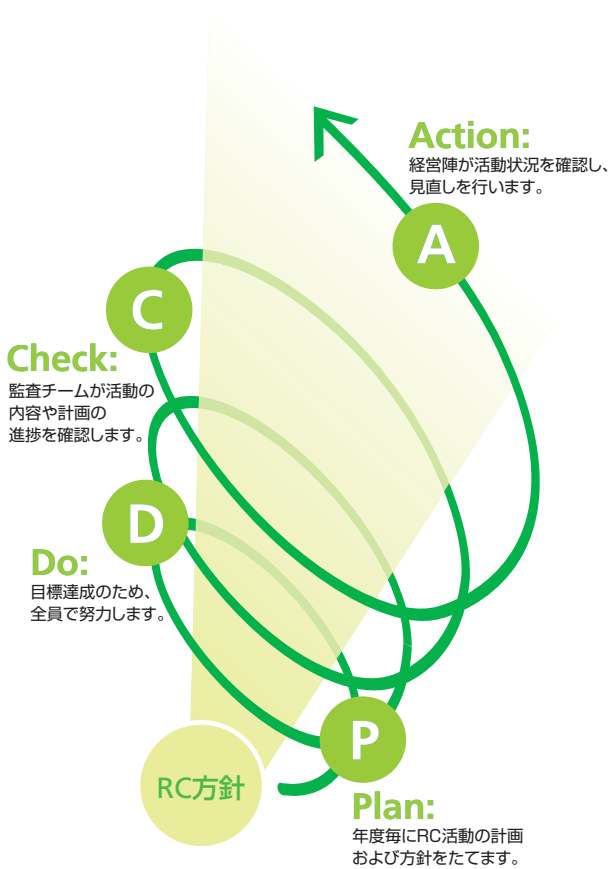 Action:
経営陣が活動状況を確認し、
見直しを行います。
A
C
Check:
監査チームが活動の
内容や計画の
進捗を確認します。
D
Do:
目標達成のため、
全員で努力します。
P
RC方針
Plan:
年度毎にRC活動の計画
および方針をたてます。